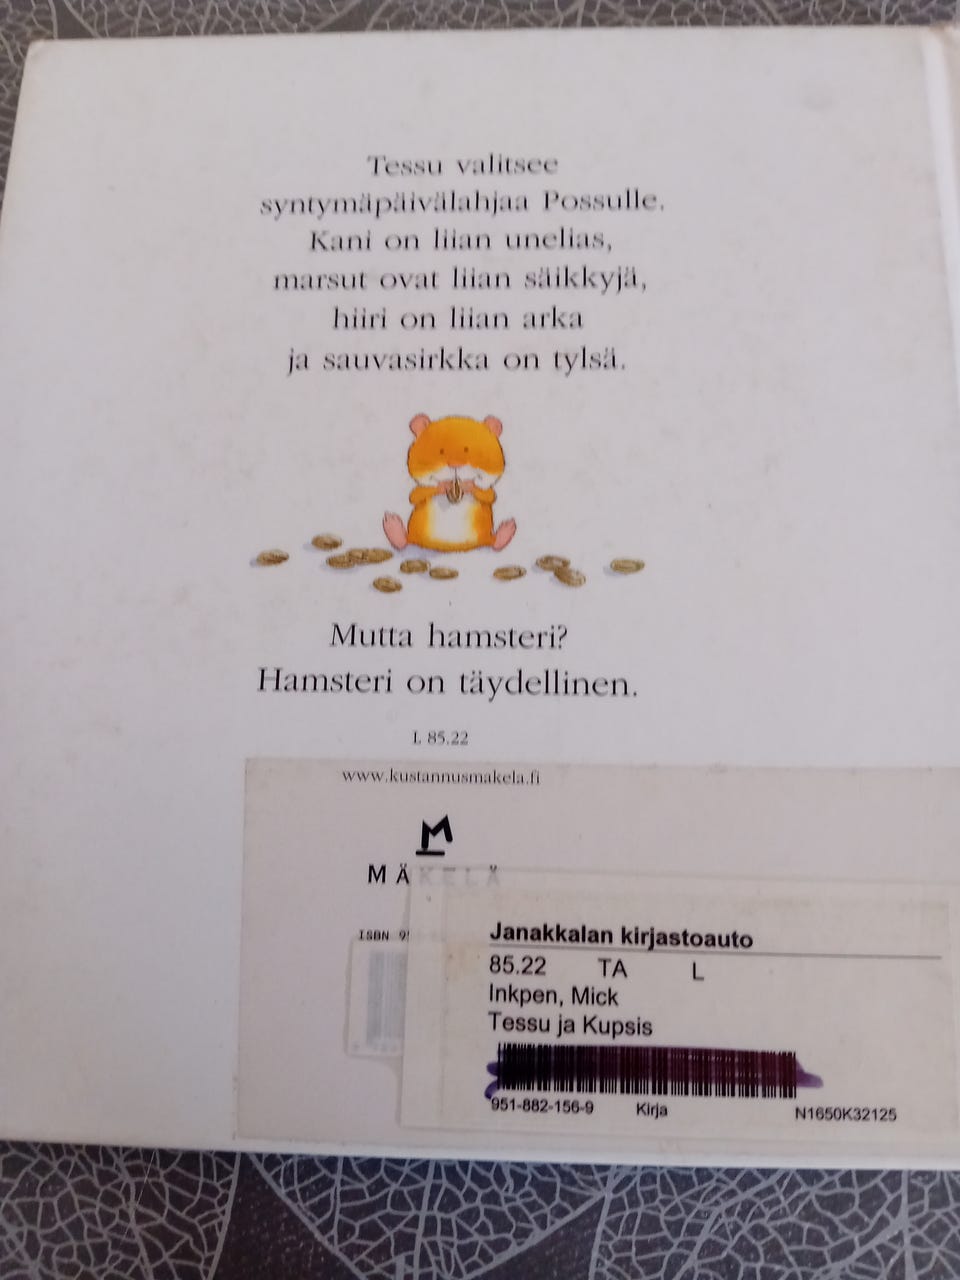 Tessu valitsee
syntymäpäivälahjaa Possulle.
Kani on liian unelias,
marsut ovat liian säikkyjä,
hiiri on liian arka
ja sauvasirkka on tylsä.
Mutta hamsteri?
Hamsteri on täydellinen.
L 85.22
www.kustannusmakela.fi
M
MÄKELÄ
ISBN 95
Janakkalan kirjastoauto
85.22 TA L
Inkpen, Mick
Tessu ja Kupsis
951-882-156-9 Kirja N1650K32125